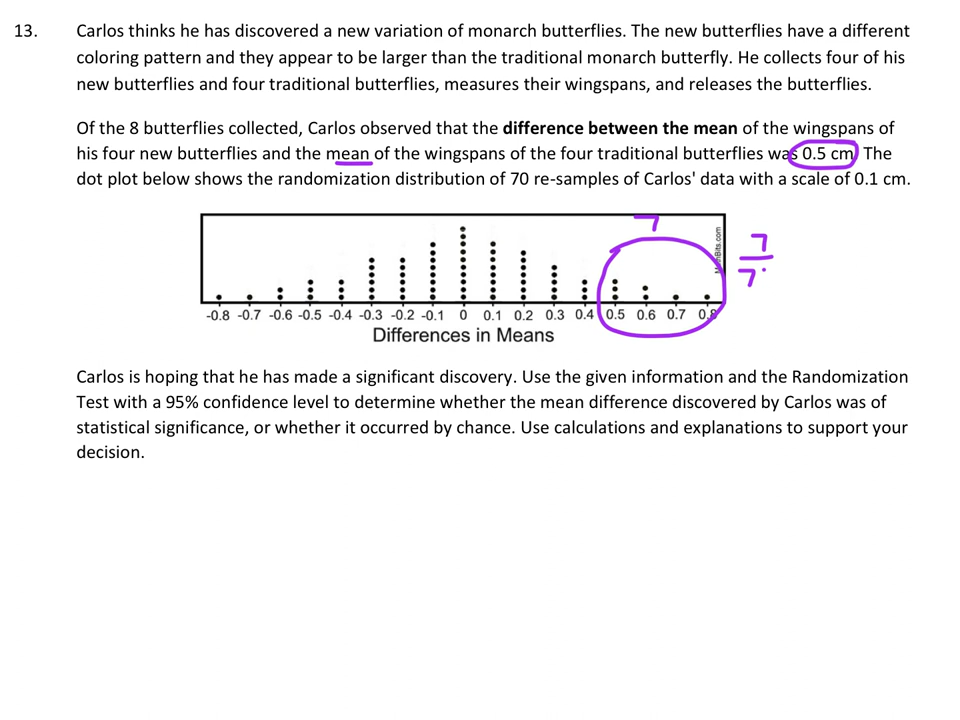 13. Carlos thinks he has discovered a new variation of monarch butterflies. The new butterflies have a different
coloring pattern and they appear to be larger than the traditional monarch butterfly. He collects four of his
new butterflies and four traditional butterflies, measures their wingspans, and releases the butterflies.
Of the 8 butterflies collected, Carlos observed that the difference between the mean of the wingspans of
his four new butterflies and the mean of the wingspans of the four traditional butterflies was 0.5 cm. The
dot plot below shows the randomization distribution of 70 re-samples of Carlos' data with a scale of 0.1 cm.
7
7
7
-0.8 -0.7 -0.6 -0.5 -0.4 -0.3 -0.2 -0.1 0 0.1 0.2 0.3 0.4 0.5 0.6 0.7 0.8
Differences in Means
Carlos is hoping that he has made a significant discovery. Use the given information and the Randomization
Test with a 95% confidence level to determine whether the mean difference discovered by Carlos was of
statistical significance, or whether it occurred by chance. Use calculations and explanations to support your
decision.